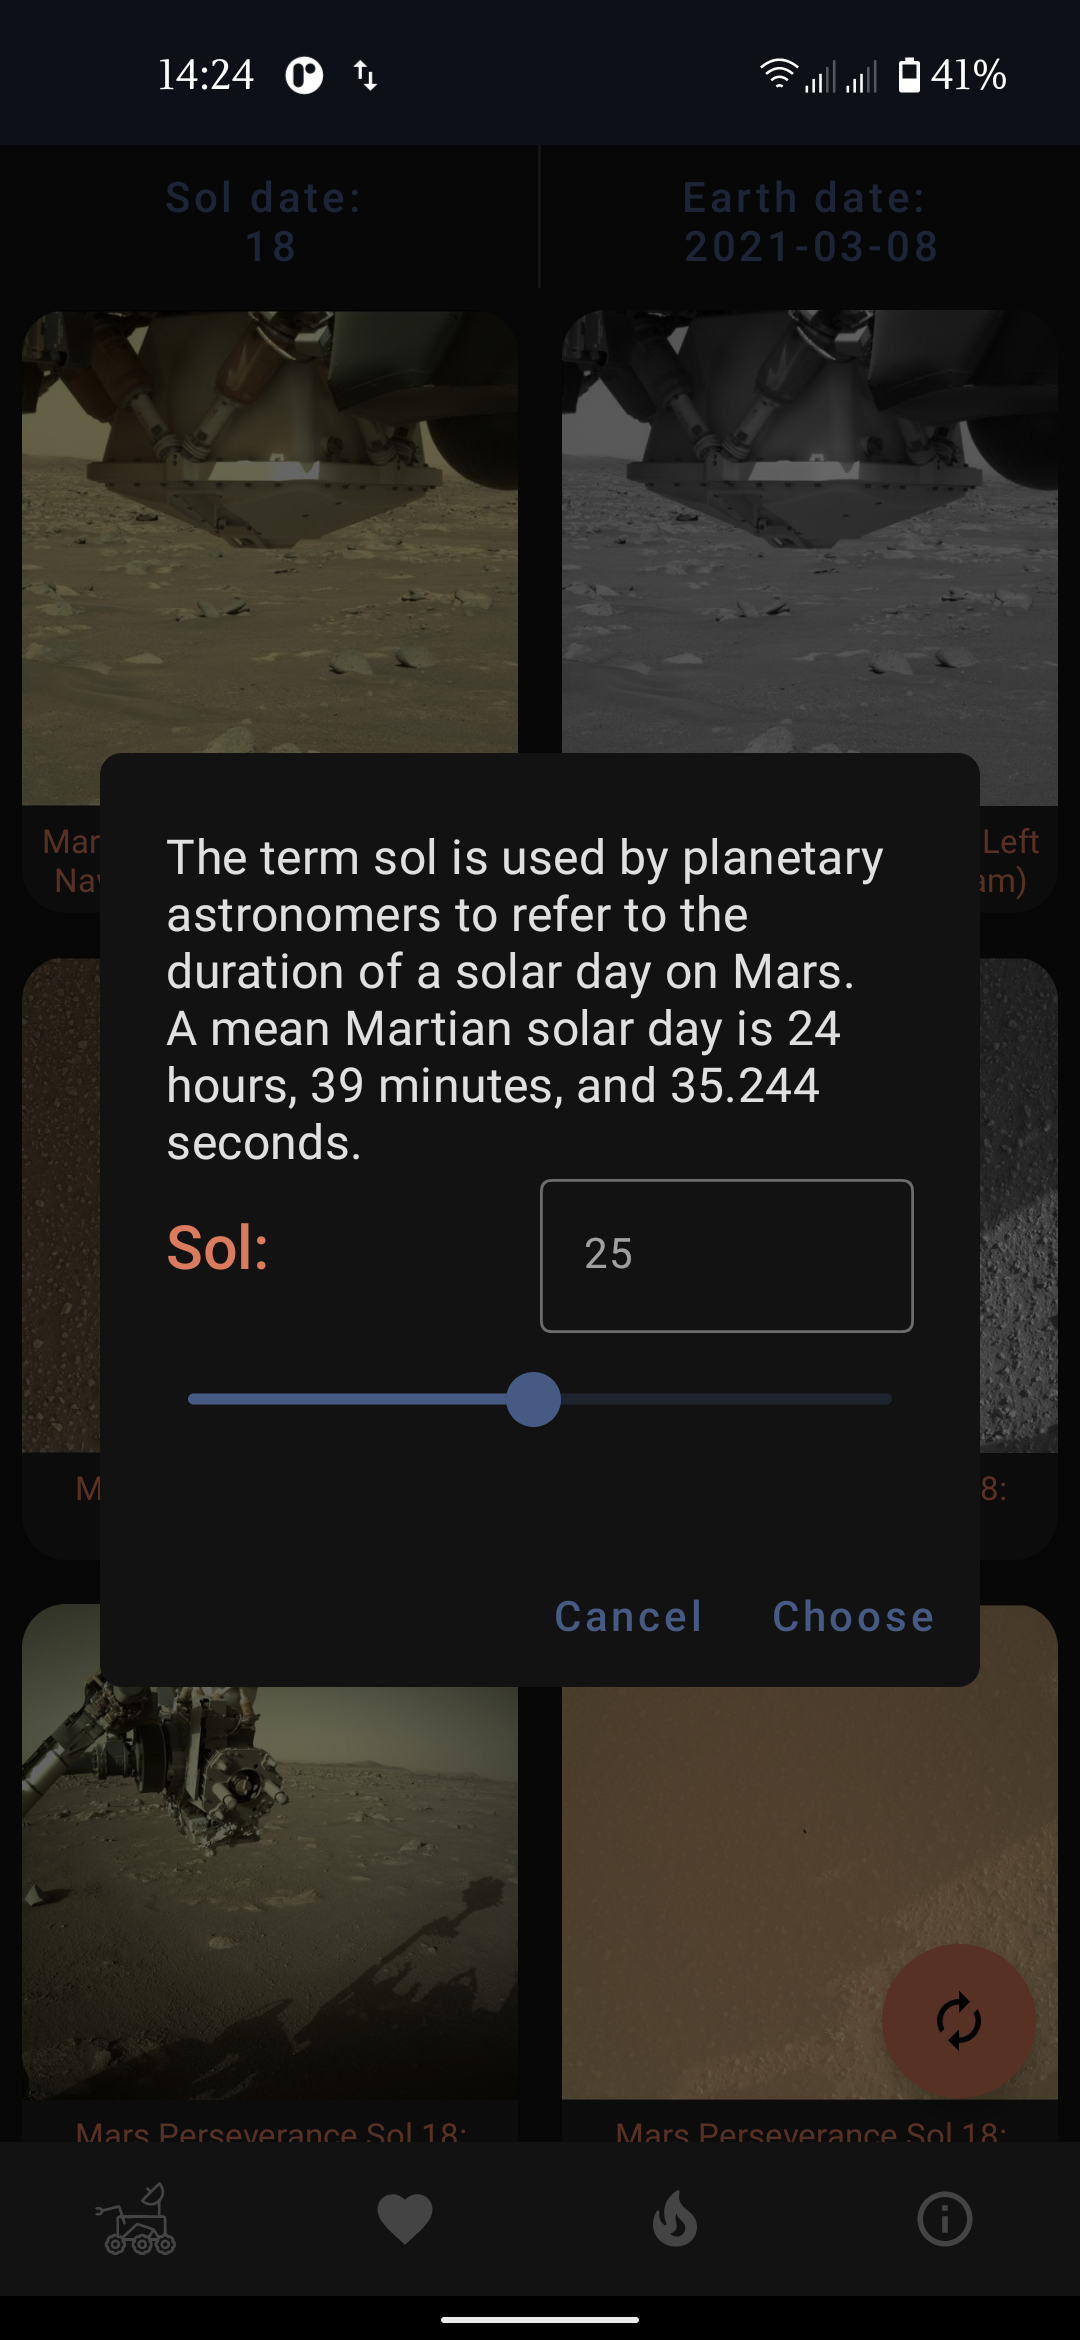 14:24
41%
Sol date:
18
Earth date:
2021-03-08
Mar
Nav
Left
am)
The term sol is used by planetary
astronomers to refer to the
duration of a solar day on Mars.
A mean Martian solar day is 24
hours, 39 minutes, and 35.244
seconds.
Sol:
25
M
8:
Cancel
Choose
Mars Perseverance Sol 18:
Mars Perseverance Sol 18: